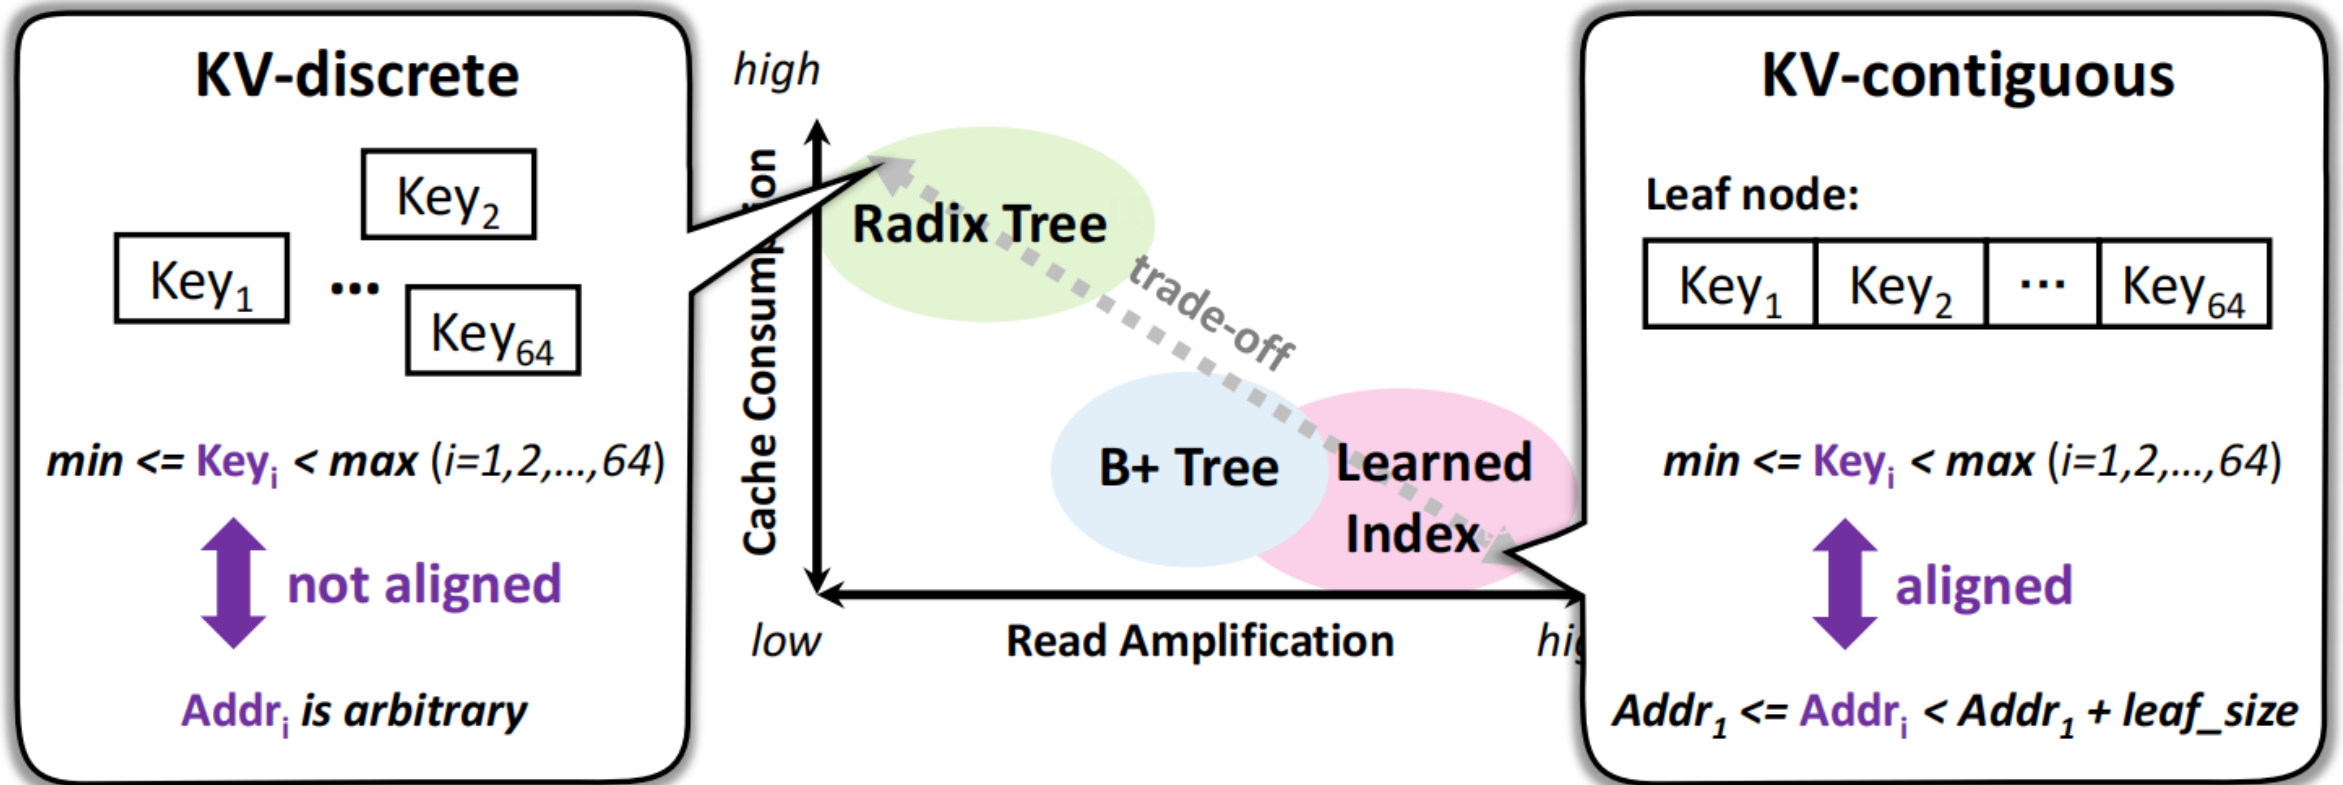 KV-discrete
Key₁
Key₂
...
Key₆₄
min <= Keyᵢ < max (i=1,2,...,64)
not aligned
Addrᵢ is arbitrary
high
Cache Consum
on
Radix Tree
trade-off
B+ Tree
Learned
Index
low
Read Amplification
KV-contiguous
Leaf node:
Key₁ Key₂ ... Key₆₄
min <= Keyᵢ < max (i=1,2,...,64)
aligned
Addr₁ <= Addrᵢ < Addr₁ + leaf_size